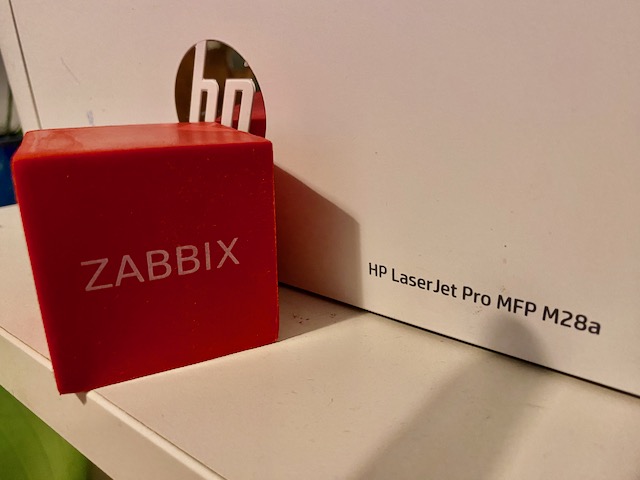 hp
ZABBIX
HP LaserJet Pro MFP M28a